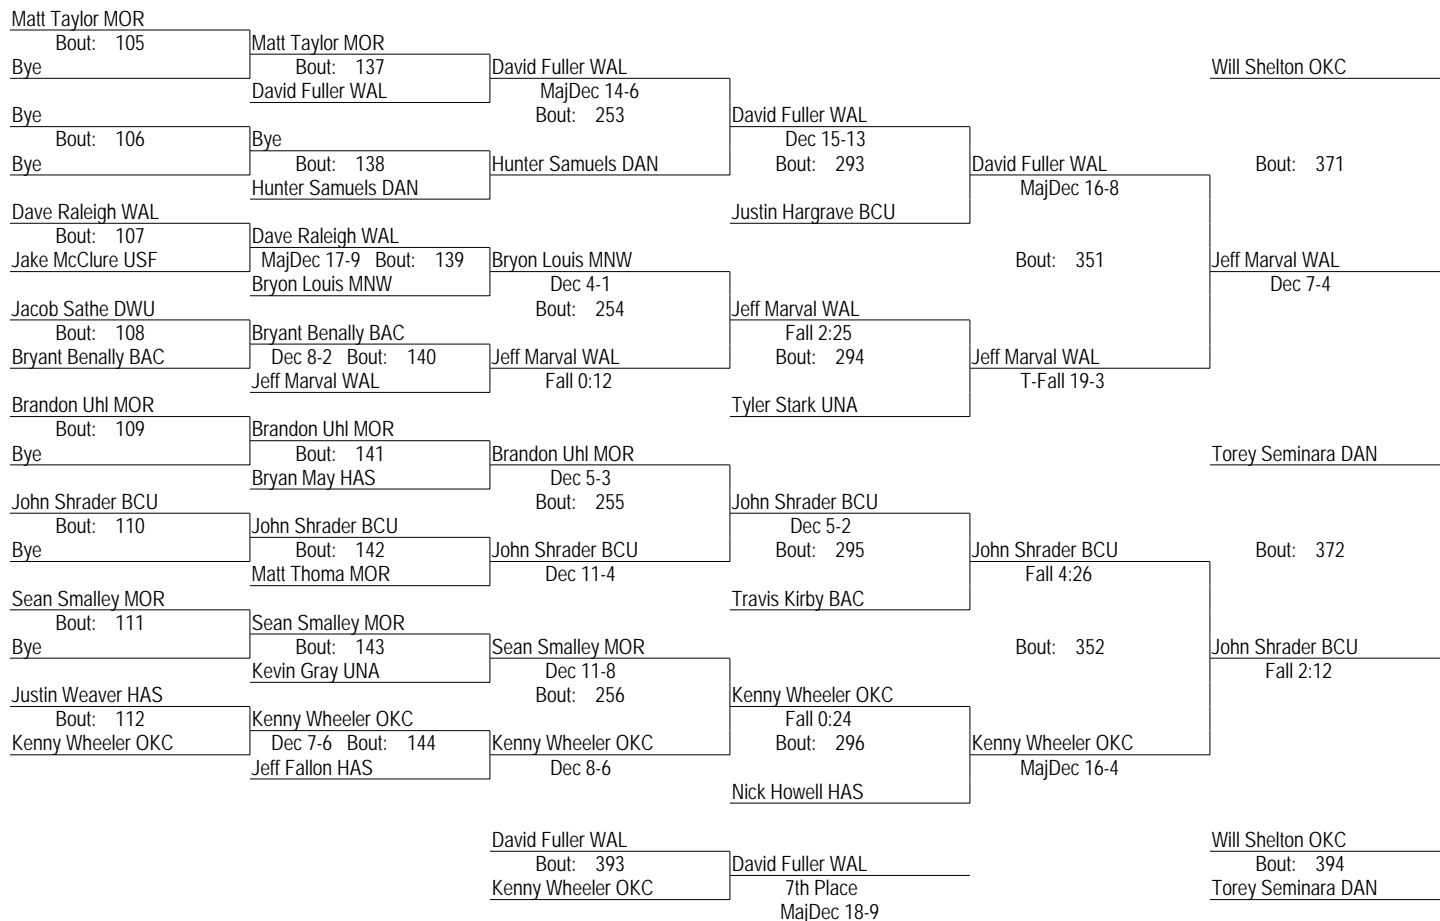 Matt Taylor MOR
Bout: 105
Matt Taylor MOR
Bye
Bout: 137
David Fuller WAL
Will Shelton OKC
David Fuller WAL
MajDec 14-6
Bye
Bout: 253
David Fuller WAL
Bout: 106
Bye
Dec 15-13
Bye
Bout: 138
Hunter Samuels DAN
Bout: 293
David Fuller WAL
Bout: 371
Hunter Samuels DAN
MajDec 16-8
Dave Raleigh WAL
Justin Hargrave BCU
Bout: 107
Dave Raleigh WAL
Jake McClure USF
MajDec 17-9 Bout: 139
Bryon Louis MNW
Bout: 351
Jeff Marval WAL
Bryon Louis MNW
Dec 4-1
Dec 7-4
Jacob Sathe DWU
Bout: 254
Jeff Marval WAL
Bout: 108
Bryant Benally BAC
Fall 2:25
Bryant Benally BAC
Dec 8-2 Bout: 140
Jeff Marval WAL
Bout: 294
Jeff Marval WAL
Jeff Marval WAL
Fall 0:12
T-Fall 19-3
Brandon Uhl MOR
Tyler Stark UNA
Bout: 109
Brandon Uhl MOR
Bye
Bout: 141
Brandon Uhl MOR
Torey Seminara DAN
Bryan May HAS
Dec 5-3
John Shrader BCU
Bout: 255
John Shrader BCU
Bout: 110
John Shrader BCU
Dec 5-2
Bye
Bout: 142
John Shrader BCU
Bout: 295
John Shrader BCU
Bout: 372
Matt Thoma MOR
Dec 11-4
Fall 4:26
Sean Smalley MOR
Travis Kirby BAC
Bout: 111
Sean Smalley MOR
Bye
Bout: 143
Sean Smalley MOR
Bout: 352
John Shrader BCU
Kevin Gray UNA
Dec 11-8
Fall 2:12
Justin Weaver HAS
Bout: 256
Kenny Wheeler OKC
Bout: 112
Kenny Wheeler OKC
Fall 0:24
Kenny Wheeler OKC
Dec 7-6 Bout: 144
Kenny Wheeler OKC
Bout: 296
Kenny Wheeler OKC
Jeff Fallon HAS
Dec 8-6
MajDec 16-4
Nick Howell HAS
David Fuller WAL
Will Shelton OKC
Bout: 393
David Fuller WAL
Bout: 394
Kenny Wheeler OKC
7th Place
Torey Seminara DAN
MajDec 18-9